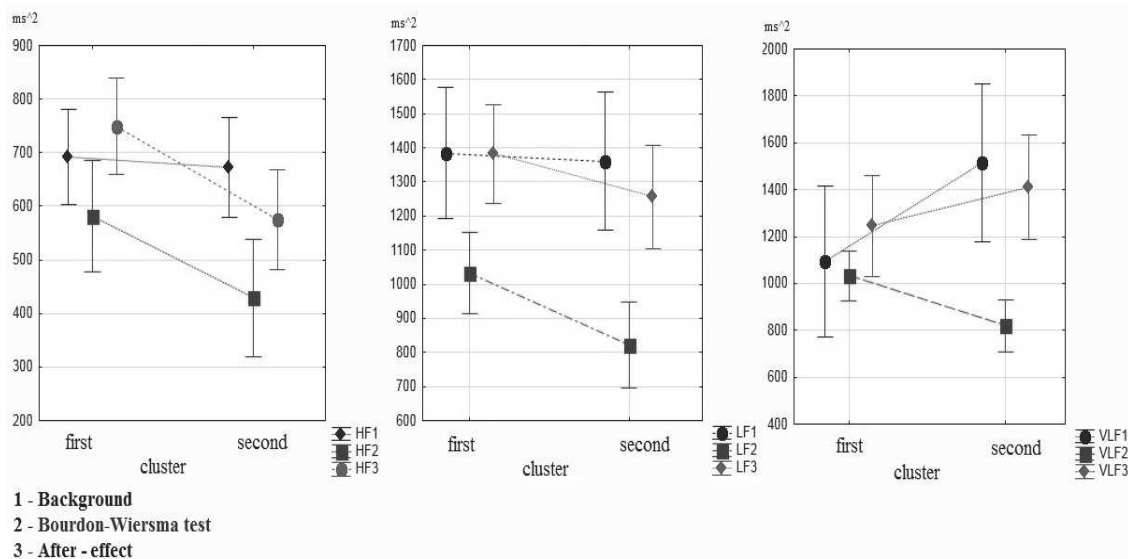 ms^2
900
800
700
600
500
400
300
200
first second
cluster
HF1
HF2
HF3
ms^2
1700
1600
1500
1400
1300
1200
1100
1000
900
800
700
600
first second
cluster
LF1
LF2
LF3
ms^2
2000
1800
1600
1400
1200
1000
800
600
400
first second
cluster
VLF1
VLF2
VLF3
1 - Background
2 - Bourdon-Wiersma test
3 - After - effect